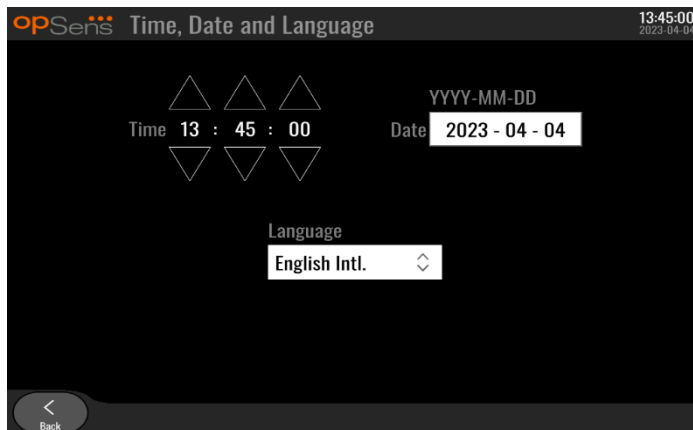 opSens Time, Date and Language 13:45:00
2023-04-04
YYYY-MM-DD
Time 13 : 45 : 00 Date 2023 - 04 - 04
Language
English Intl.
Back